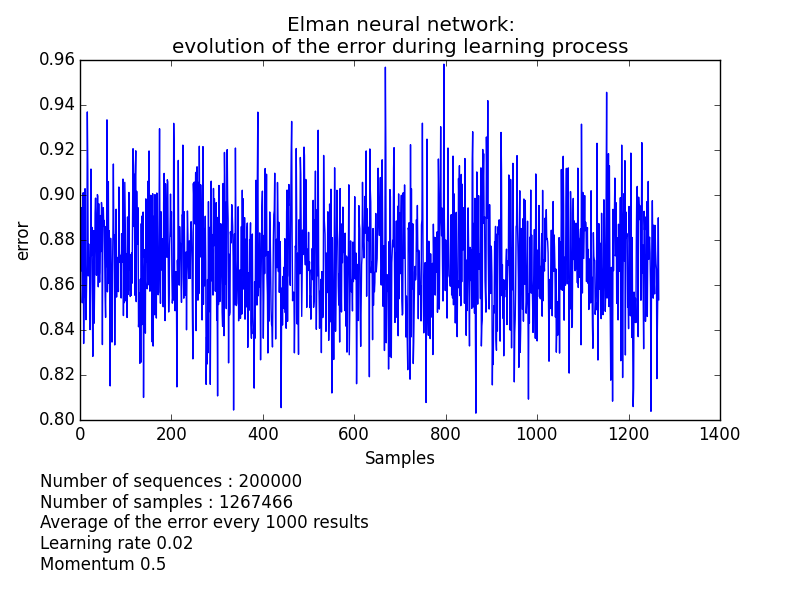 Elman neural network:
evolution of the error during learning process
0.96
0.94
0.92
0.90
0.88
0.86
0.84
0.82
0.80
error
0 200 400 600 800 1000 1200 1400
Samples
Number of sequences : 200000
Number of samples : 1267466
Average of the error every 1000 results
Learning rate 0.02
Momentum 0.5